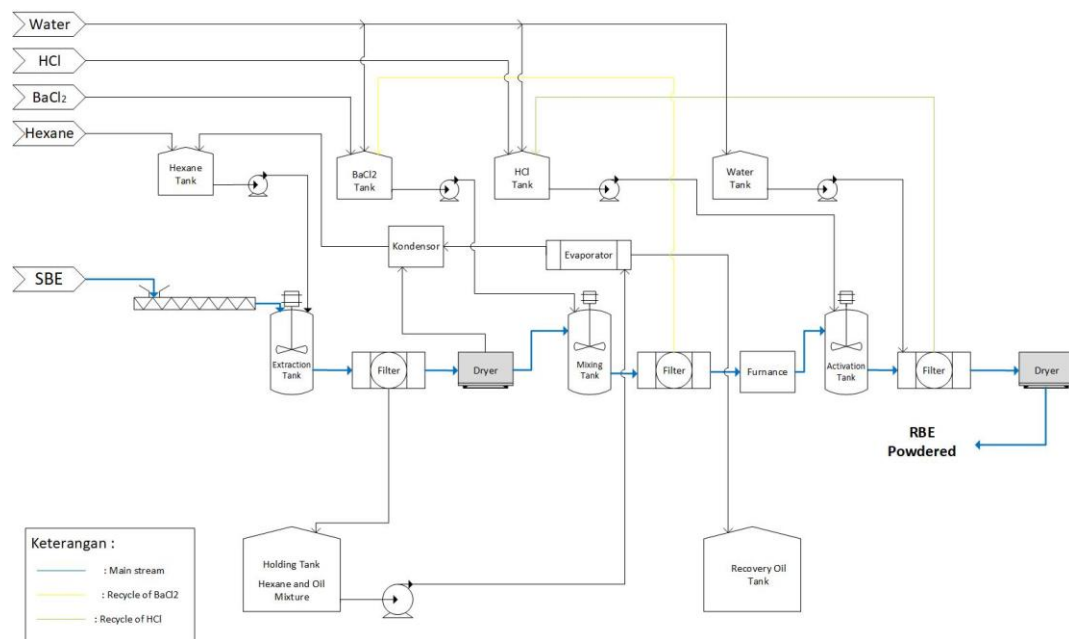 Water
HCl
BaCl₂
Hexane
Hexane
Tank
BaCl2
Tank
HCl
Tank
Water
Tank
Kondensor
Evaporator
SBE
Extraction
Tank
Filter
Dryer
Mixing
Tank
Filter
Furnance
Activation
Tank
Filter
Dryer
RBE
Powdered
Holding Tank
Hexane and Oil
Mixture
Recovery Oil
Tank
Keterangan :
: Main stream
: Recycle of BaCl2
: Recycle of HCl